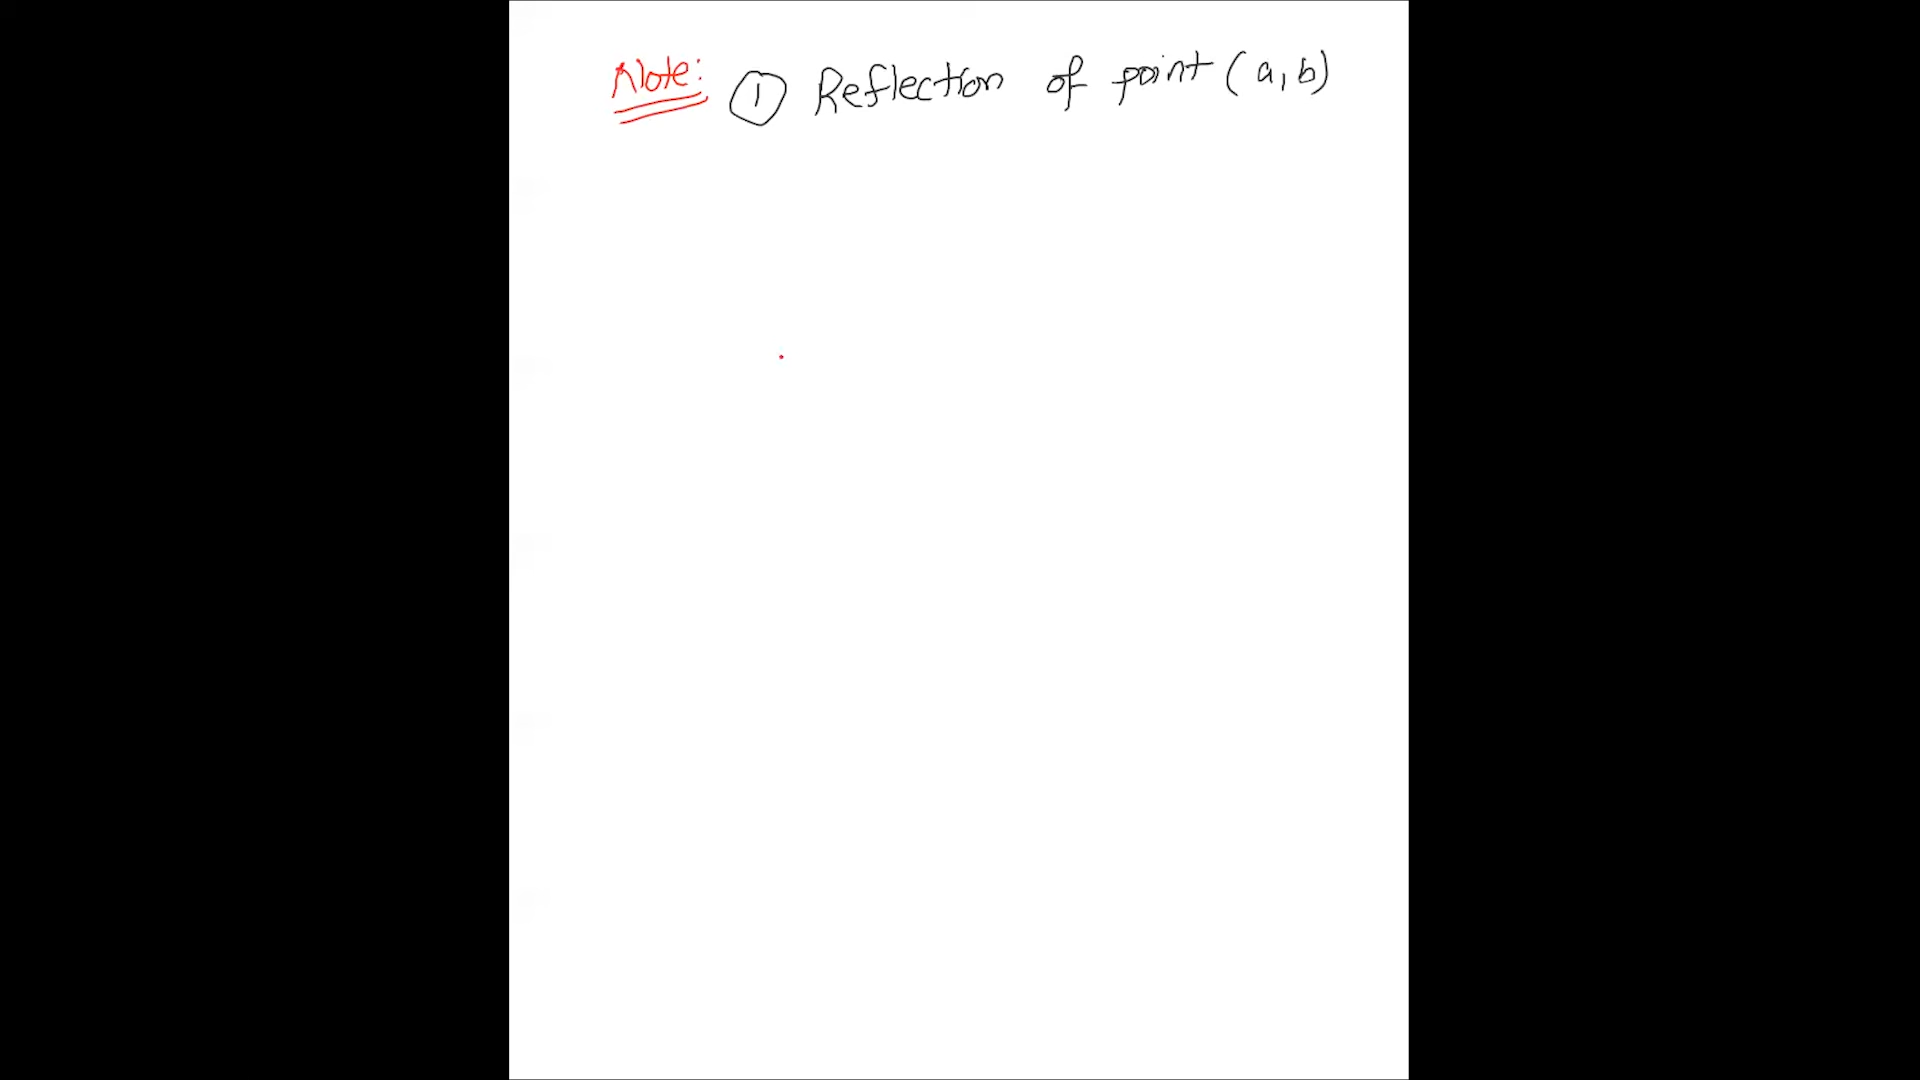 Note: ① Reflection of point (a, b)